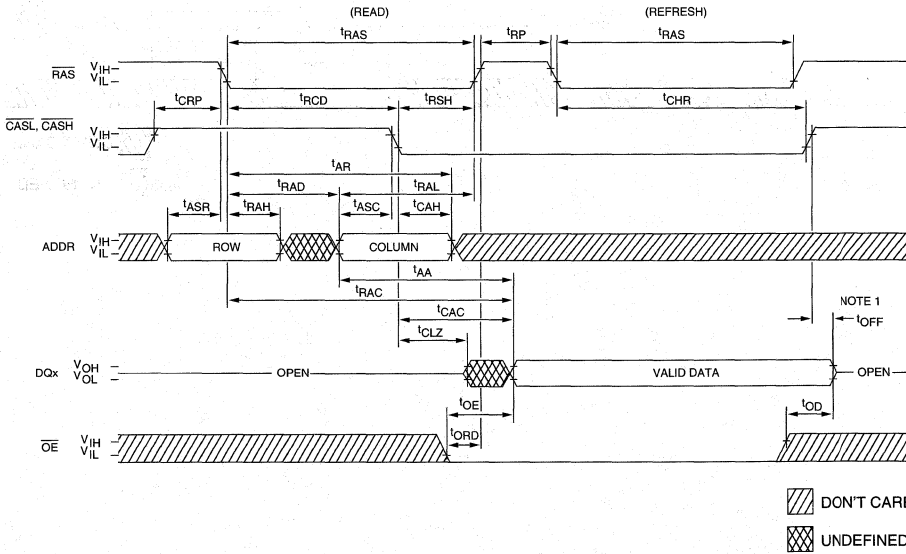 (READ)
(REFRESH)
tRAS
tRP
tRAS
RAS
VIH
VIL
tCRP
tRCD
tRSH
tCHR
CASL, CASH
VIH
VIL
tAR
tRAD
tRAL
tASR
tRAH
tASC
tCAH
ADDR
VIH
VIL
ROW
COLUMN
tAA
tRAC
tCAC
NOTE 1
tOFF
tCLZ
DQx
VOH
VOL
OPEN
VALID DATA
OPEN
tOE
tOD
tORD
OE
VIH
VIL
DON'T CARE
UNDEFINED